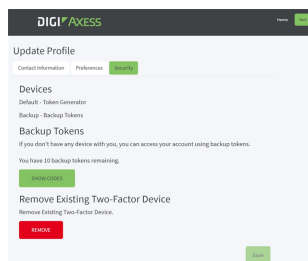 DIGI AXESS
Home
Update Profile
Contact Information Preferences Security
Devices
Default - Token Generator
Backup - Backup Tokens
Backup Tokens
If you don't have any device with you, you can access your account using backup tokens.
You have 10 backup tokens remaining.
SHOW CODES
Remove Existing Two-Factor Device
Remove Existing Two-Factor Device.
REMOVE
Save